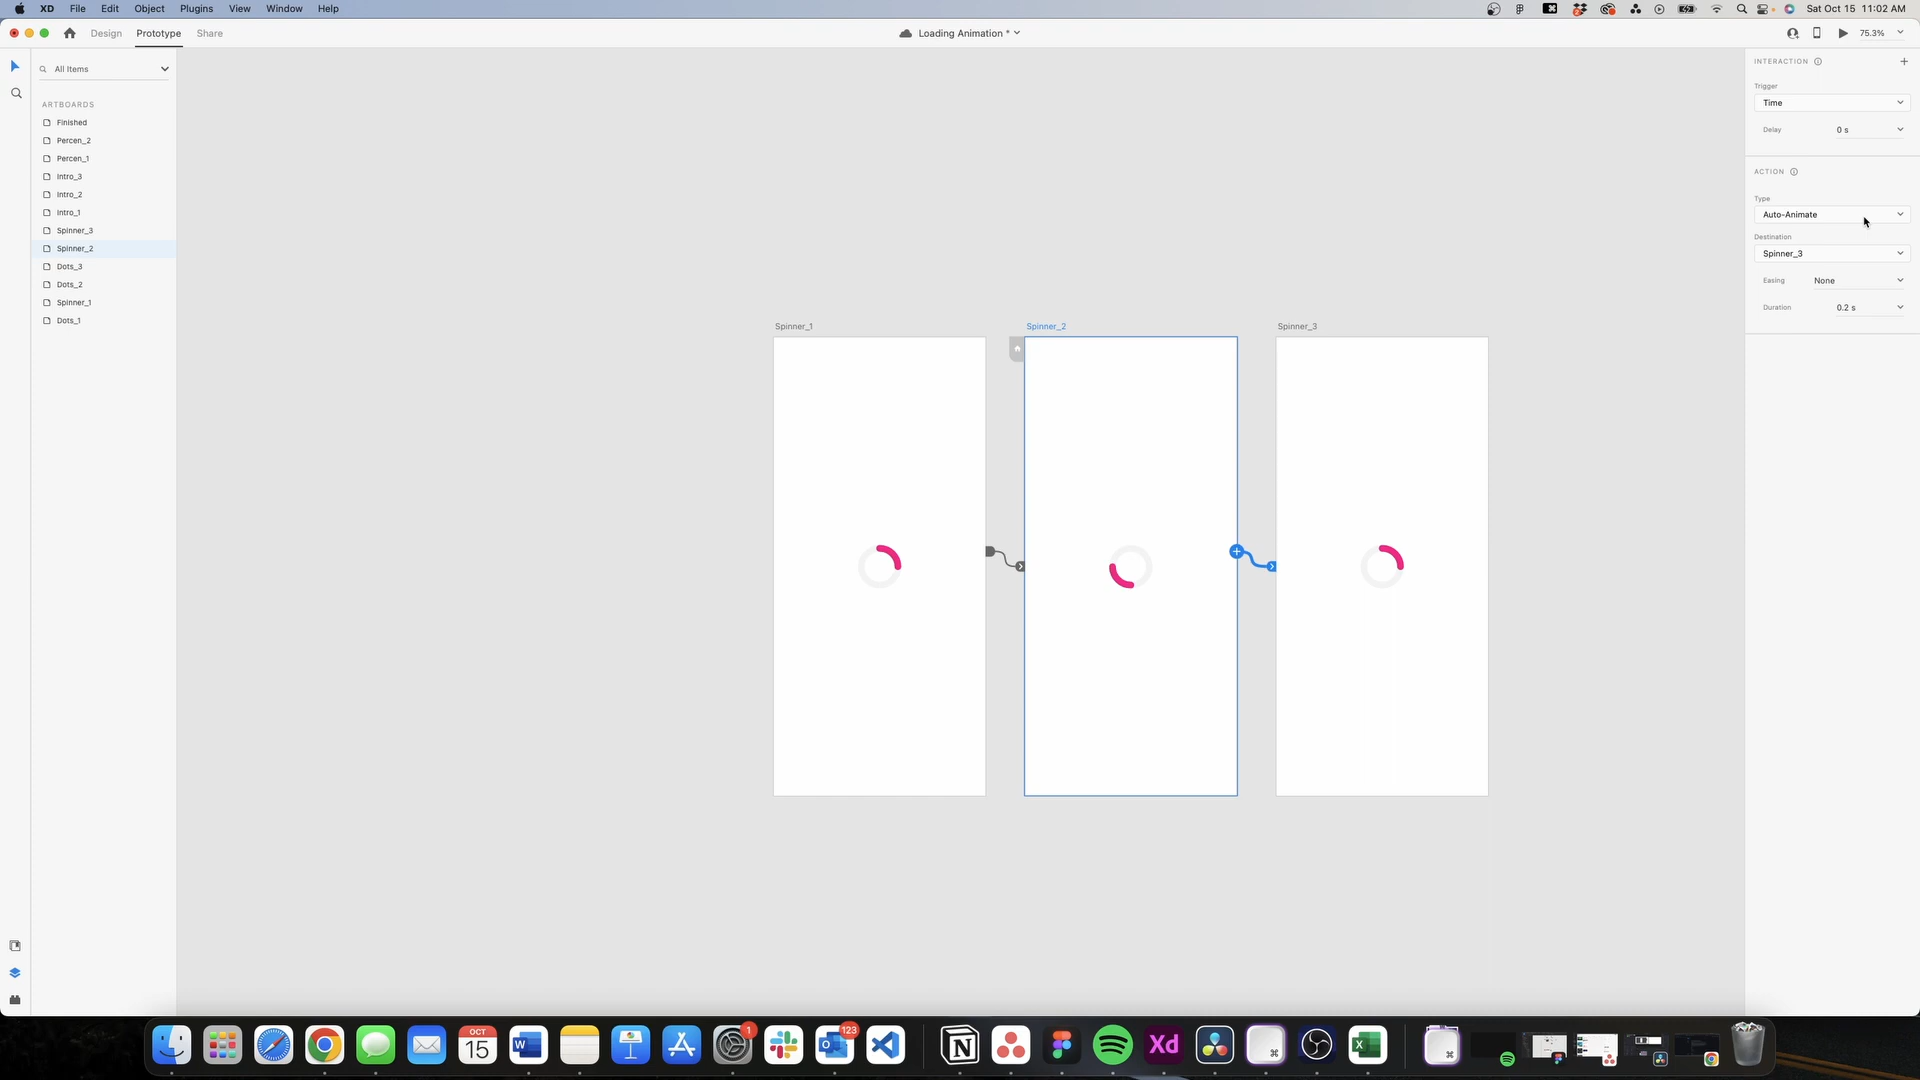 XD File Edit Object Plugins View Window Help
Sat Oct 15 11:02 AM
Design Prototype Share
Loading Animation *
75.3%
All Items
ARTBOARDS
Finished
Percen_2
Percen_1
Intro_3
Intro_2
Intro_1
Spinner_3
Spinner_2
Dots_3
Dots_2
Spinner_1
Dots_1
Spinner_1
Spinner_2
Spinner_3
INTERACTION
Trigger
Time
Delay 0 s
ACTION
Type
Auto-Animate
Destination
Spinner_3
Easing None
Duration 0.2 s
OCT
15
W
1
123
Xd
X